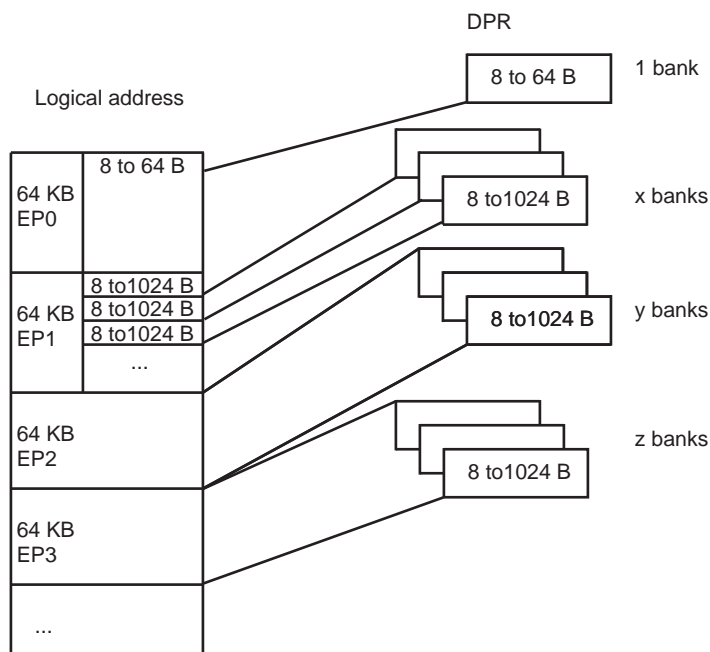 DPR
8 to 64 B
1 bank
Logical address
8 to 64 B
64 KB
EP0
8 to1024 B
x banks
8 to1024 B
8 to1024 B
8 to1024 B
...
64 KB
EP1
8 to1024 B
y banks
64 KB
EP2
8 to1024 B
z banks
64 KB
EP3
...